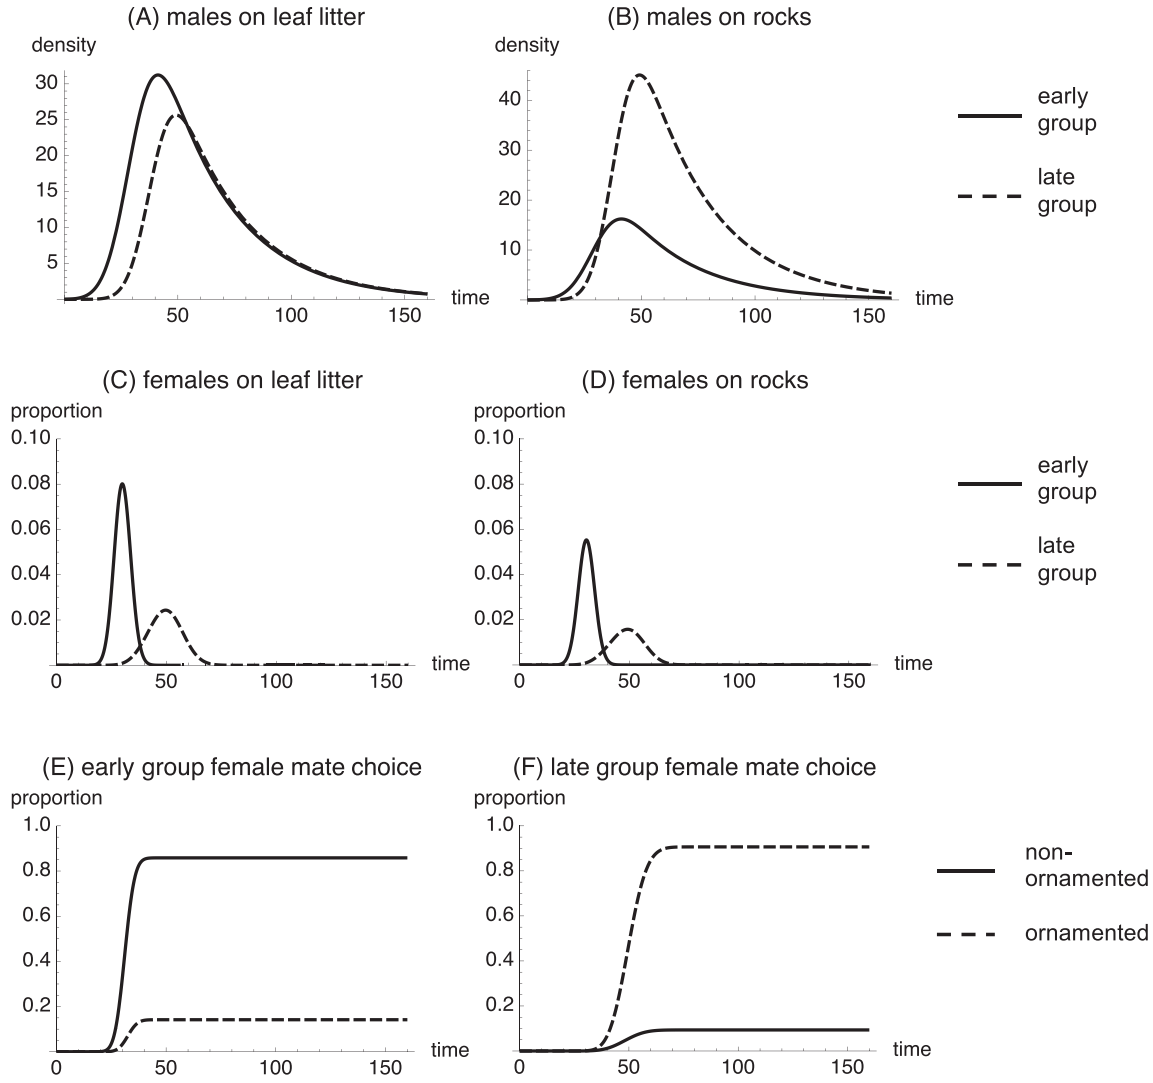 (A) males on leaf litter
density
30
25
20
15
10
5
50
100
150
time
(B) males on rocks
density
40
30
20
10
50
100
150
time
early
group
late
group
(C) females on leaf litter
proportion
0.10
0.08
0.06
0.04
0.02
0
50
100
150
time
(D) females on rocks
proportion
0.10
0.08
0.06
0.04
0.02
0
50
100
150
time
early
group
late
group
(E) early group female mate choice
proportion
1.0
0.8
0.6
0.4
0.2
0
50
100
150
time
(F) late group female mate choice
proportion
1.0
0.8
0.6
0.4
0.2
0
50
100
150
time
non-
ornamented
ornamented